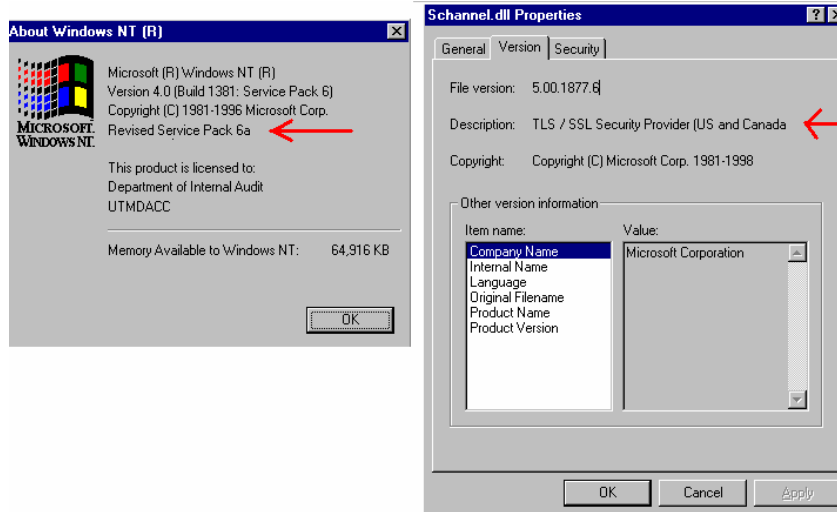 About Windows NT (R)
Microsoft (R) Windows NT (R)
Version 4.0 (Build 1381: Service Pack 6)
Copyright (C) 1981-1996 Microsoft Corp.
Revised Service Pack 6a
MICROSOFT.
WINDOWS NT.
This product is licensed to:
Department of Internal Audit
UTMDACC
Memory Available to Windows NT: 64,916 KB
OK
Schannel.dll Properties
General Version Security
File version: 5.00.1877.6
Description: TLS / SSL Security Provider (US and Canada
Copyright: Copyright (C) Microsoft Corp. 1981-1998
Other version information
Item name: Value:
Company Name Microsoft Corporation
Internal Name
Language
Original Filename
Product Name
Product Version
OK Cancel Apply